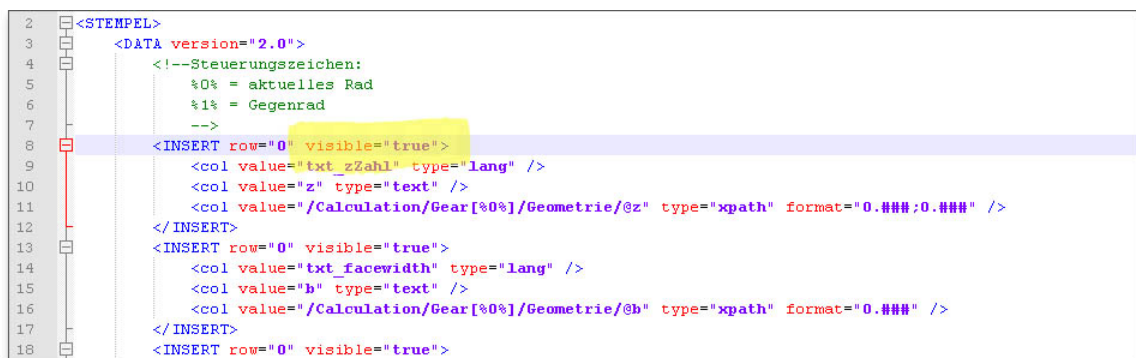 2 <STEMPEL>
3 <DATA version="2.0">
4 <!--Steuerungszeichen:
5 %0% = aktuelles Rad
6 %1% = Gegenrad
7 -->
8 <INSERT row="0" visible="true">
9 <col value="txt_zZahl" type="lang" />
10 <col value="z" type="text" />
11 <col value="/Calculation/Gear[%0%]/Geometrie/@z" type="xpath" format="0.###;0.###" />
12 </INSERT>
13 <INSERT row="0" visible="true">
14 <col value="txt_facewidth" type="lang" />
15 <col value="b" type="text" />
16 <col value="/Calculation/Gear[%0%]/Geometrie/@b" type="xpath" format="0.###" />
17 </INSERT>
18 <INSERT row="0" visible="true">